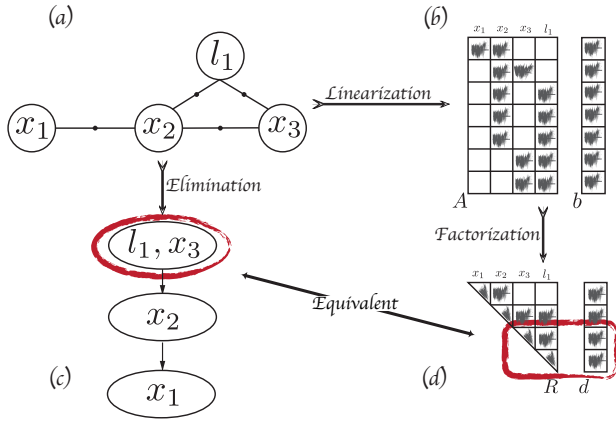 (a)
(b)
l₁
x₁ x₂ x₃ l₁
Linearization
x₁ x₂ x₃
Elimination
A b
l₁, x₃
Factorization
x₁ x₂ x₃ l₁
Equivalent
x₂
(c)
(d)
R d
x₁